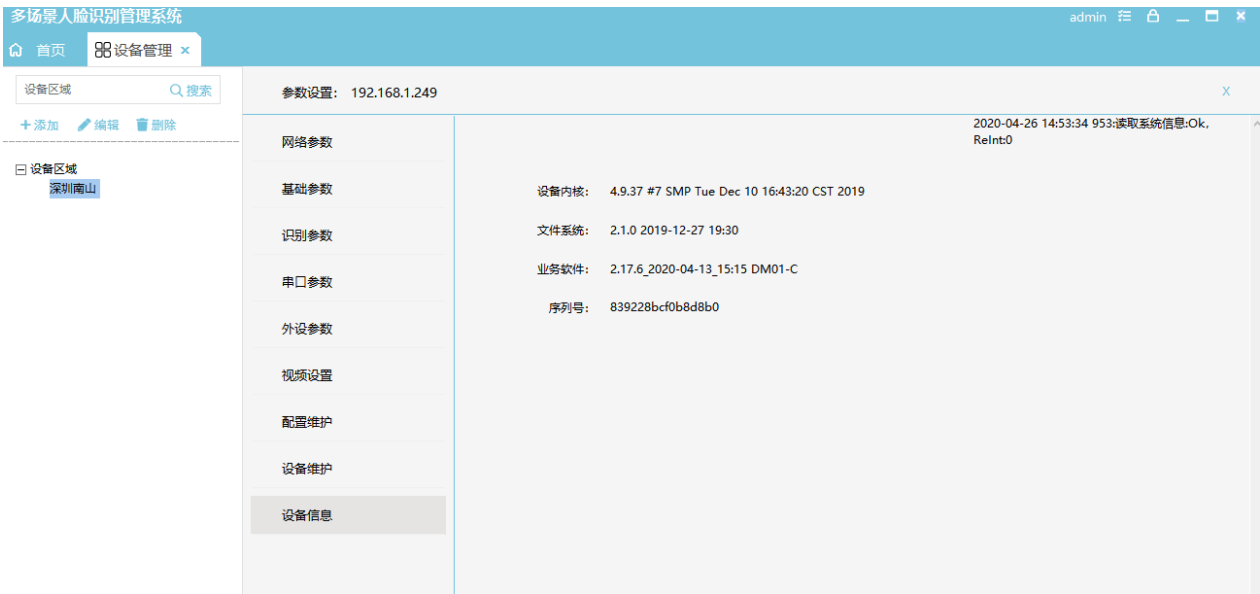 多场景人脸识别管理系统
admin
首页
设备管理
设备区域
搜索
添加 编辑 删除
设备区域
深圳南山
参数设置: 192.168.1.249
X
网络参数
基础参数
识别参数
串口参数
外设参数
视频设置
配置维护
设备维护
设备信息
2020-04-26 14:53:34 953:读取系统信息:Ok,
ReInt:0
设备内核: 4.9.37 #7 SMP Tue Dec 10 16:43:20 CST 2019
文件系统: 2.1.0 2019-12-27 19:30
业务软件: 2.17.6_2020-04-13_15:15 DM01-C
序列号: 839228bcf0b8d8b0